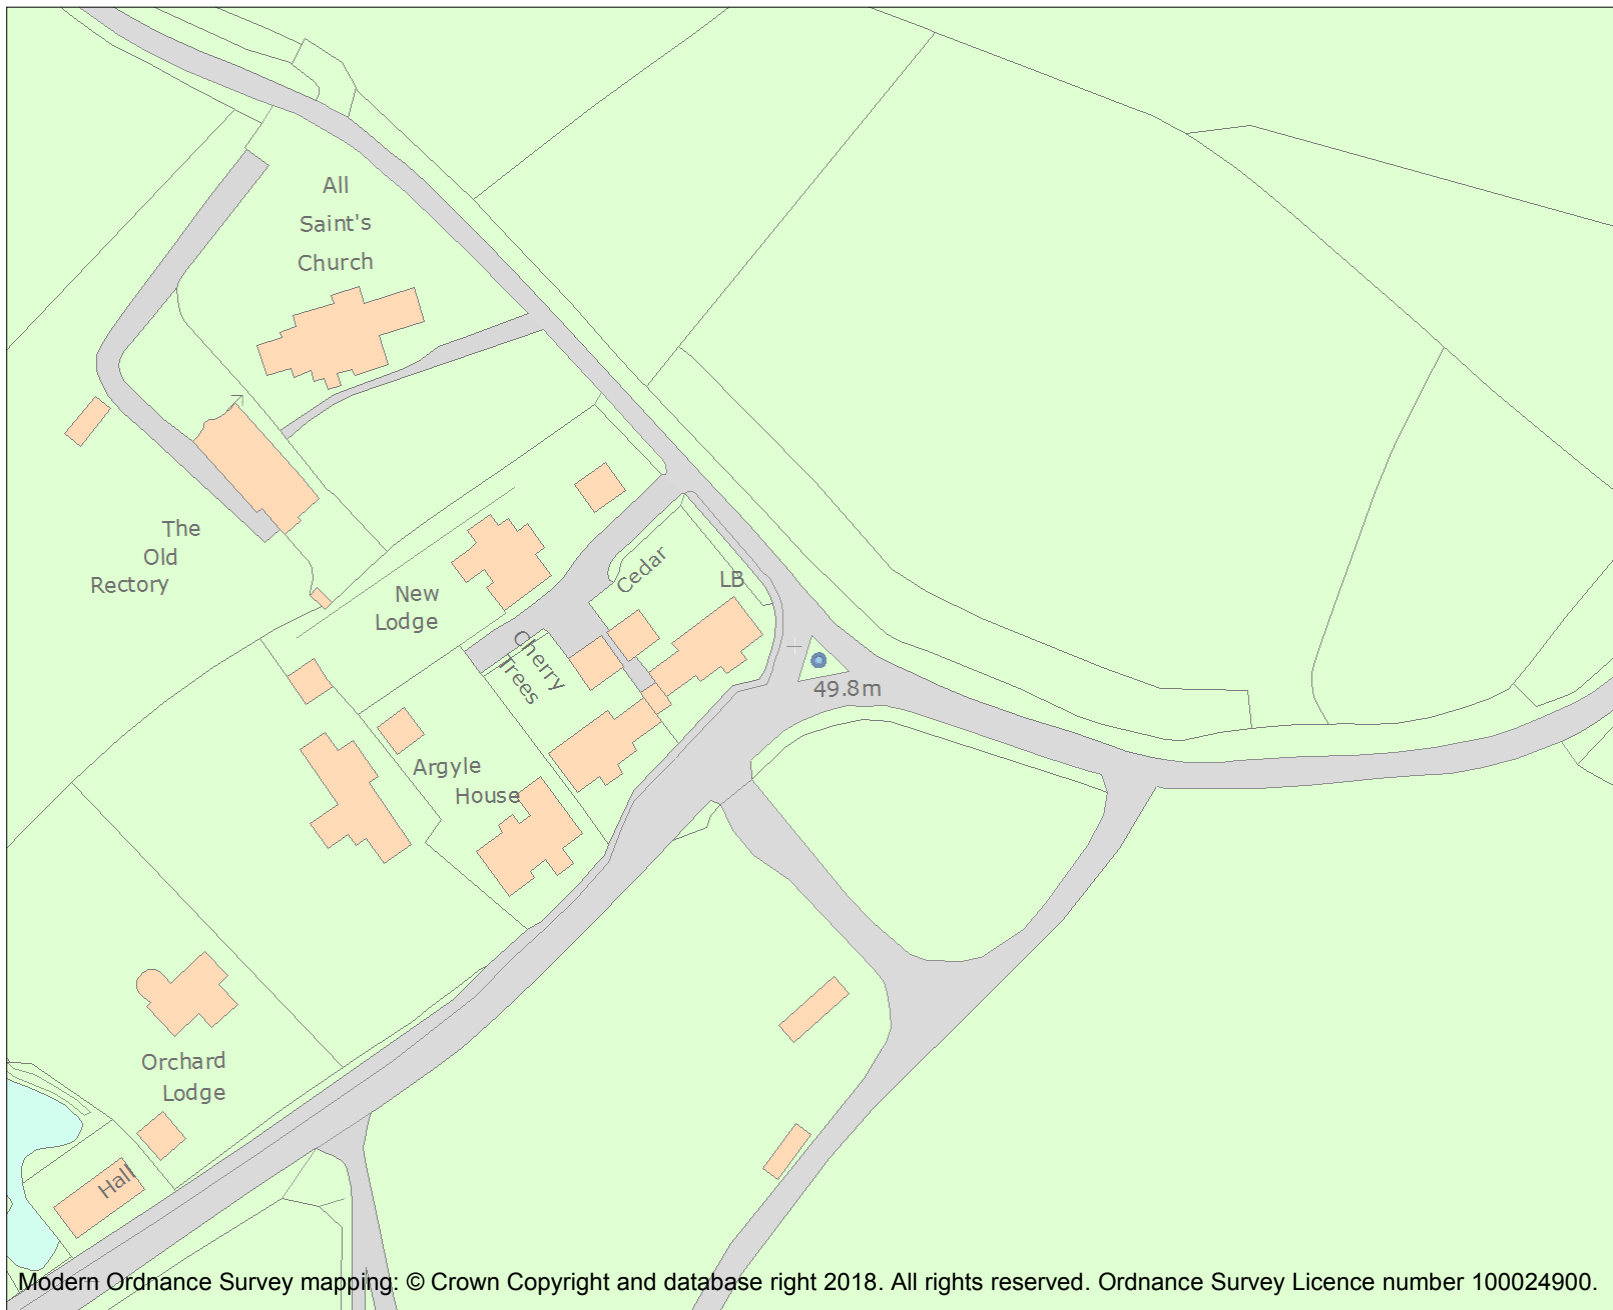 All
Saint's
Church
The
Old
Rectory
New
Lodge
Cedar
LB
Cherry
Trees
49.8m
Argyle
House
Orchard
Lodge
Hall
Modern Ordnance Survey mapping: © Crown Copyright and database right 2018. All rights reserved. Ordnance Survey Licence number 100024900.